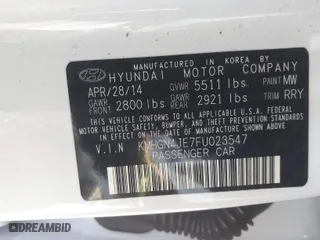 MANUFACTURED IN KOREA BY
HYUNDAI MOTOR COMPANY
APR/28/14 GVWR 5511 lbs PAINT MW
GAWR FRONT 2800 lbs GAWR REAR 2921 lbs TRIM RRY
THIS VEHICLE CONFORMS TO ALL APPLICABLE U.S.A. FEDERAL MOTOR
VEHICLE SAFETY, BUMPER, AND THEFT PREVENTION STANDARDS
IN EFFECT ON THE DATE OF MANUFACTURE SHOWN ABOVE.
V.I.N KMHGN4JE7FU023547
PASSENGER CAR
© DREAMBID
DREAMBID.COM